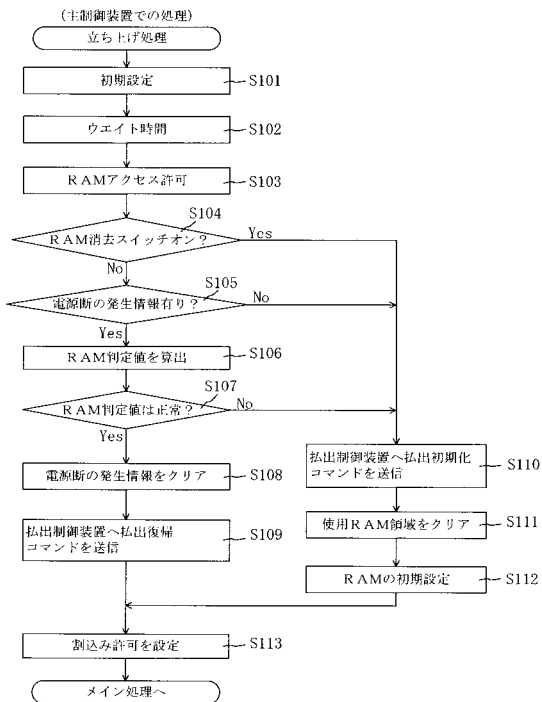 (主制御装置での処理)
立ち上げ処理
初期設定
S101
ウエイト時間
S102
RAMアクセス許可
S103
S104
RAM消去スイッチオン?
Yes
No
S105
電源断の発生情報有り?
No
Yes
RAM判定値を算出
S106
S107
RAM判定値は正常?
No
Yes
電源断の発生情報をクリア
S108
払出制御装置へ払出復帰
コマンドを送信
S109
払出制御装置へ払出初期化
コマンドを送信
S110
使用RAM領域をクリア
S111
RAMの初期設定
S112
割込み許可を設定
S113
メイン処理へ